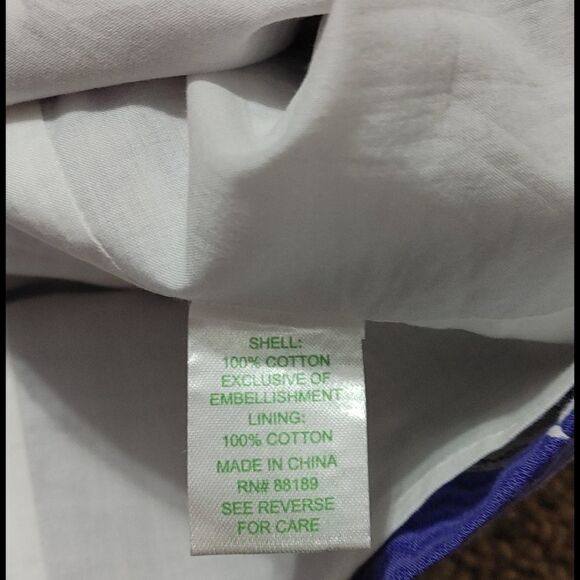 SHELL:
100% COTTON
EXCLUSIVE OF
EMBELLISHMENT
LINING:
100% COTTON
MADE IN CHINA
RN# 88189
SEE REVERSE
FOR CARE